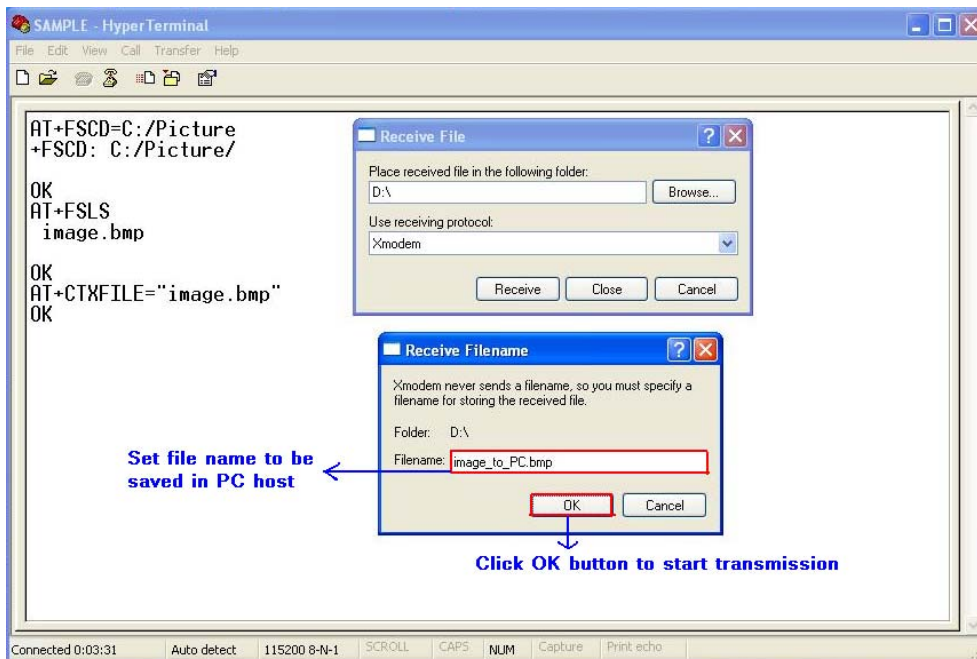 SAMPLE - HyperTerminal
File Edit View Call Transfer Help
AT+FSCD=C:/Picture
+FSCD: C:/Picture/
OK
AT+FSLS
image.bmp
OK
AT+CTXFILE="image.bmp"
OK
Receive File
Place received file in the following folder:
D:\
Browse...
Use receiving protocol:
Xmodem
Receive
Close
Cancel
Receive Filename
Xmodem never sends a filename, so you must specify a
filename for storing the received file.
Folder: D:\
Filename: image_to_PC.bmp
OK
Cancel
Set file name to be
saved in PC host
Click OK button to start transmission
Connected 0:03:31 Auto detect 115200 8-N-1 SCROLL CAPS NUM Capture Print echo